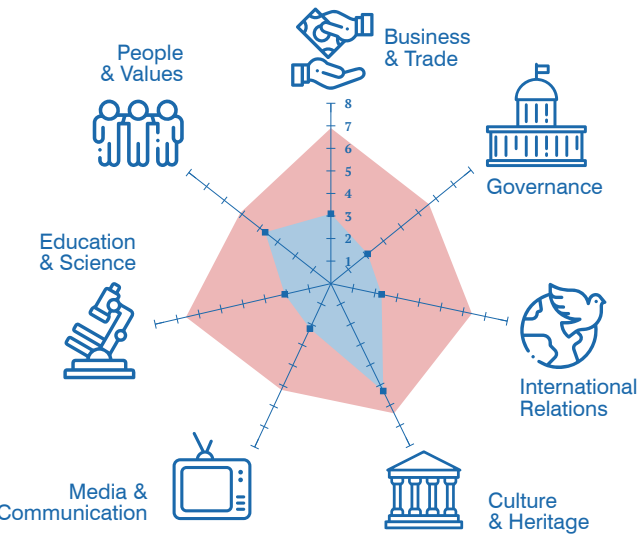 Business
& Trade
People
& Values
8
7
6
5
4
3
2
1
Governance
Education
& Science
International
Relations
Media &
Communication
Culture
& Heritage